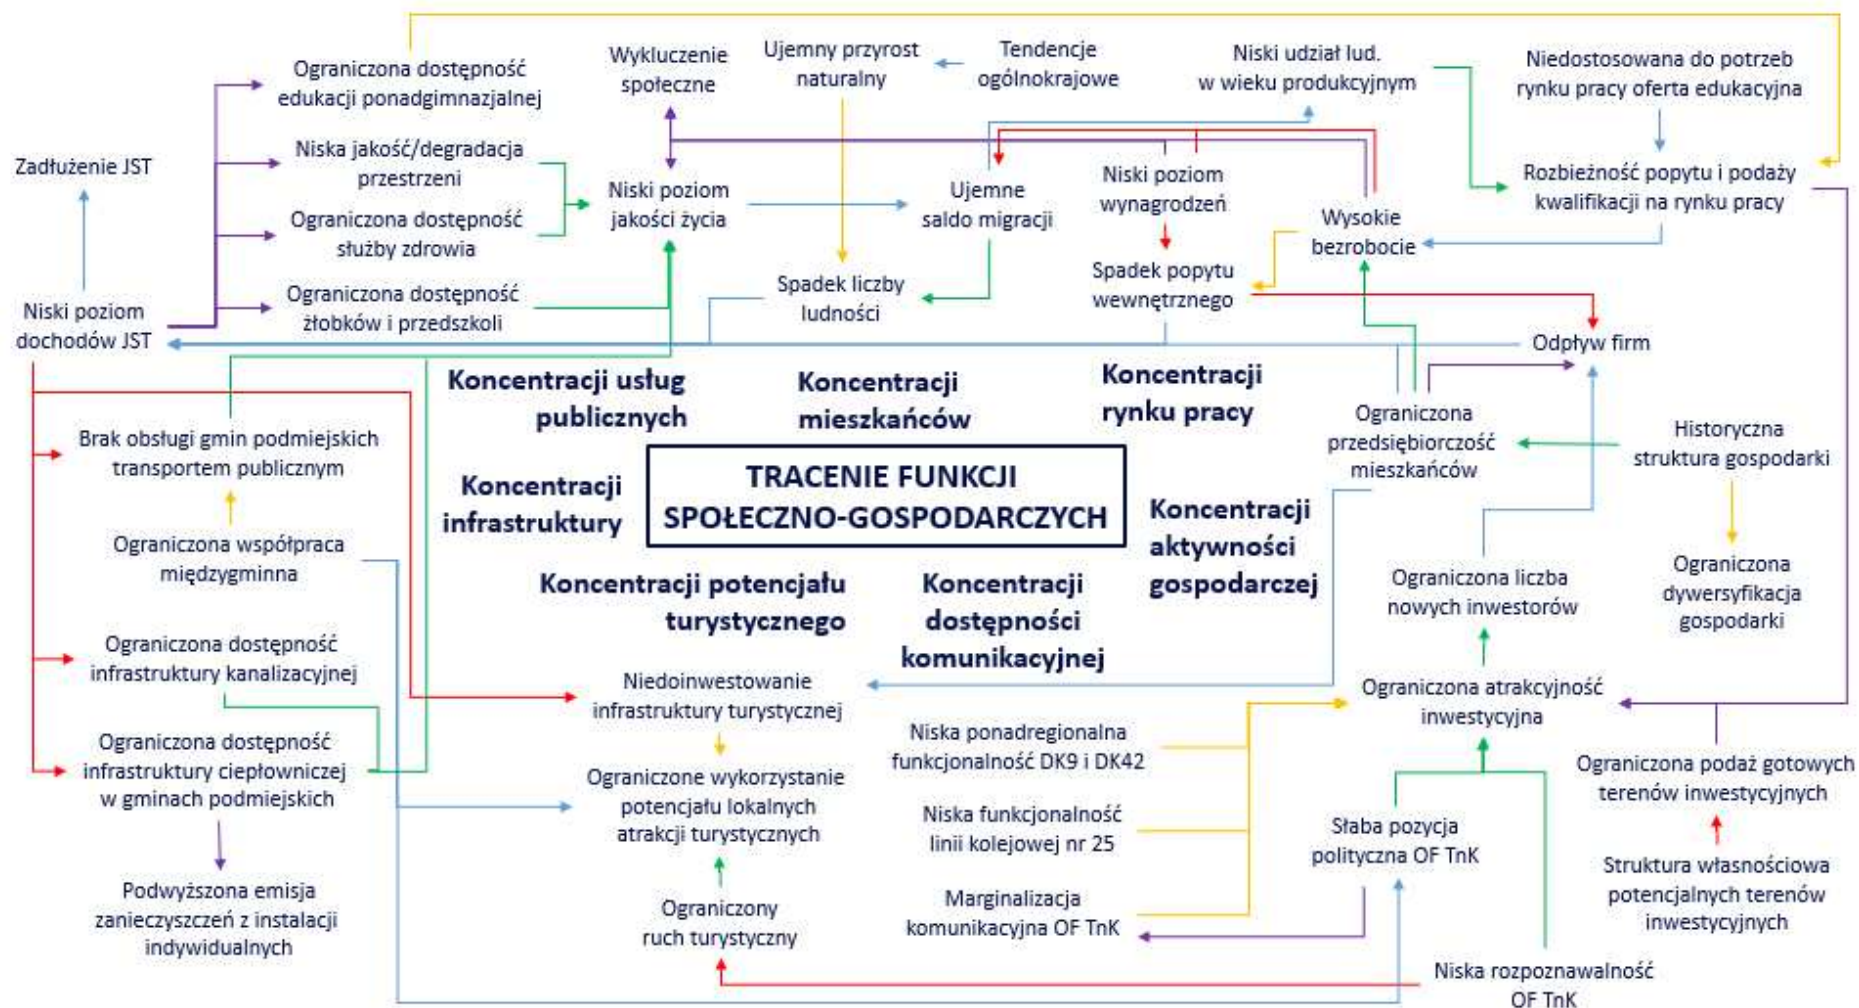 Ograniczona dostępność
edukacji ponadgimnazjalnej
Wykluczenie
społeczne
Ujemny przyrost
naturalny
Tendencje
ogólnokrajowe
Niski udział lud.
w wieku produkcyjnym
Niedostosowana do potrzeb
rynku pracy oferta edukacyjna
Zadłużenie JST
Niska jakość/degradacja
przestrzeni
Niski poziom
jakości życia
Ujemne
saldo migracji
Niski poziom
wynagrodzeń
Wysokie
bezrobocie
Rozbieżność popytu i podaży
kwalifikacji na rynku pracy
Ograniczona dostępność
służby zdrowia
Ograniczona dostępność
żłobków i przedszkoli
Spadek liczby
ludności
Spadek popytu
wewnętrznego
Niski poziom
dochodów JST
Odpływ firm
Koncentracji usług
publicznych
Koncentracji
mieszkańców
Koncentracji
rynku pracy
Brak obsługi gmin podmiejskich
transportem publicznym
Ograniczona
przedsiębiorczość
mieszkańców
Historyczna
struktura gospodarki
Koncentracji
infrastruktury
TRACENIE FUNKCJI
SPOŁECZNO-GOSPODARCZYCH
Koncentracji
aktywności
gospodarczej
Ograniczona współpraca
międzygminna
Koncentracji potencjału
turystycznego
Koncentracji
dostępności
komunikacyjnej
Ograniczona liczba
nowych inwestorów
Ograniczona
dywersyfikacja
gospodarki
Ograniczona dostępność
infrastruktury kanalizacyjnej
Niedoinwestowanie
infrastruktury turystycznej
Ograniczona atrakcyjność
inwestycyjna
Ograniczona dostępność
infrastruktury ciepłowniczej
w gminach podmiejskich
Niska ponadregionalna
funkcjonalność DK9 i DK42
Ograniczone wykorzystanie
potencjału lokalnych
atrakcji turystycznych
Ograniczona podaż gotowych
terenów inwestycyjnych
Niska funkcjonalność
linii kolejowej nr 25
Słaba pozycja
polityczna OF TnK
Struktura własnościowa
potencjalnych terenów
inwestycyjnych
Podwyższona emisja
zanieczyszczeń z instalacji
indywidualnych
Ograniczony
ruch turystyczny
Marginalizacja
komunikacyjna OF TnK
Niska rozpoznawalność
OF TnK